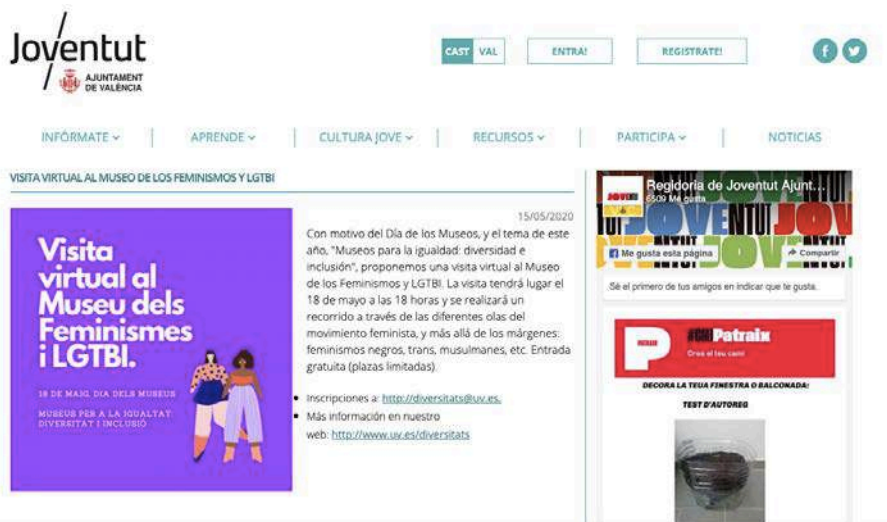 Joventut
AJUNTAMENT
DE VALÈNCIA
CAST VAL
ENTRA!
REGISTRATE!
INFÓRMATE
APRENDE
CULTURA JOVE
RECURSOS
PARTICIPA
NOTICIAS
VISITA VIRTUAL AL MUSEO DE LOS FEMINISMOS Y LGTBI
Visita
virtual al
Museu dels
Feminismes
i LGTBI.
18 DE MAIG, DIA DELS MUSEUS
MUSEUS PER A LA IGUALTAT:
DIVERSITAT I INCLUSIÓ
15/05/2020
Con motivo del Día de los Museos, y el tema de este
año, "Museos para la igualdad: diversidad e
inclusión", proponemos una visita virtual al Museo
de los Feminismos y LGTBI. La visita tendrá lugar el
18 de mayo a las 18 horas y se realizará un
recorrido a través de las diferentes olas del
movimiento feminista, y más allá de los márgenes:
feminismos negros, trans, musulmanes, etc. Entrada
gratuita (plazas limitadas)
Inscripciones a: http://diversitats@uv.es.
Más información en nuestro
web: http://www.uv.es/diversitats
Regidoria de Joventut Ajunt...
6509 Me gusta
JOVENTUT
Me gusta esta página
Compartir
Sé el primero de tus amigos en indicar que te gusta.
PATRAIX
Patraix
Crea el teu camí
DECORA LA TEUA FINESTRA O BALCONADA:
TEST D'AUTOREG